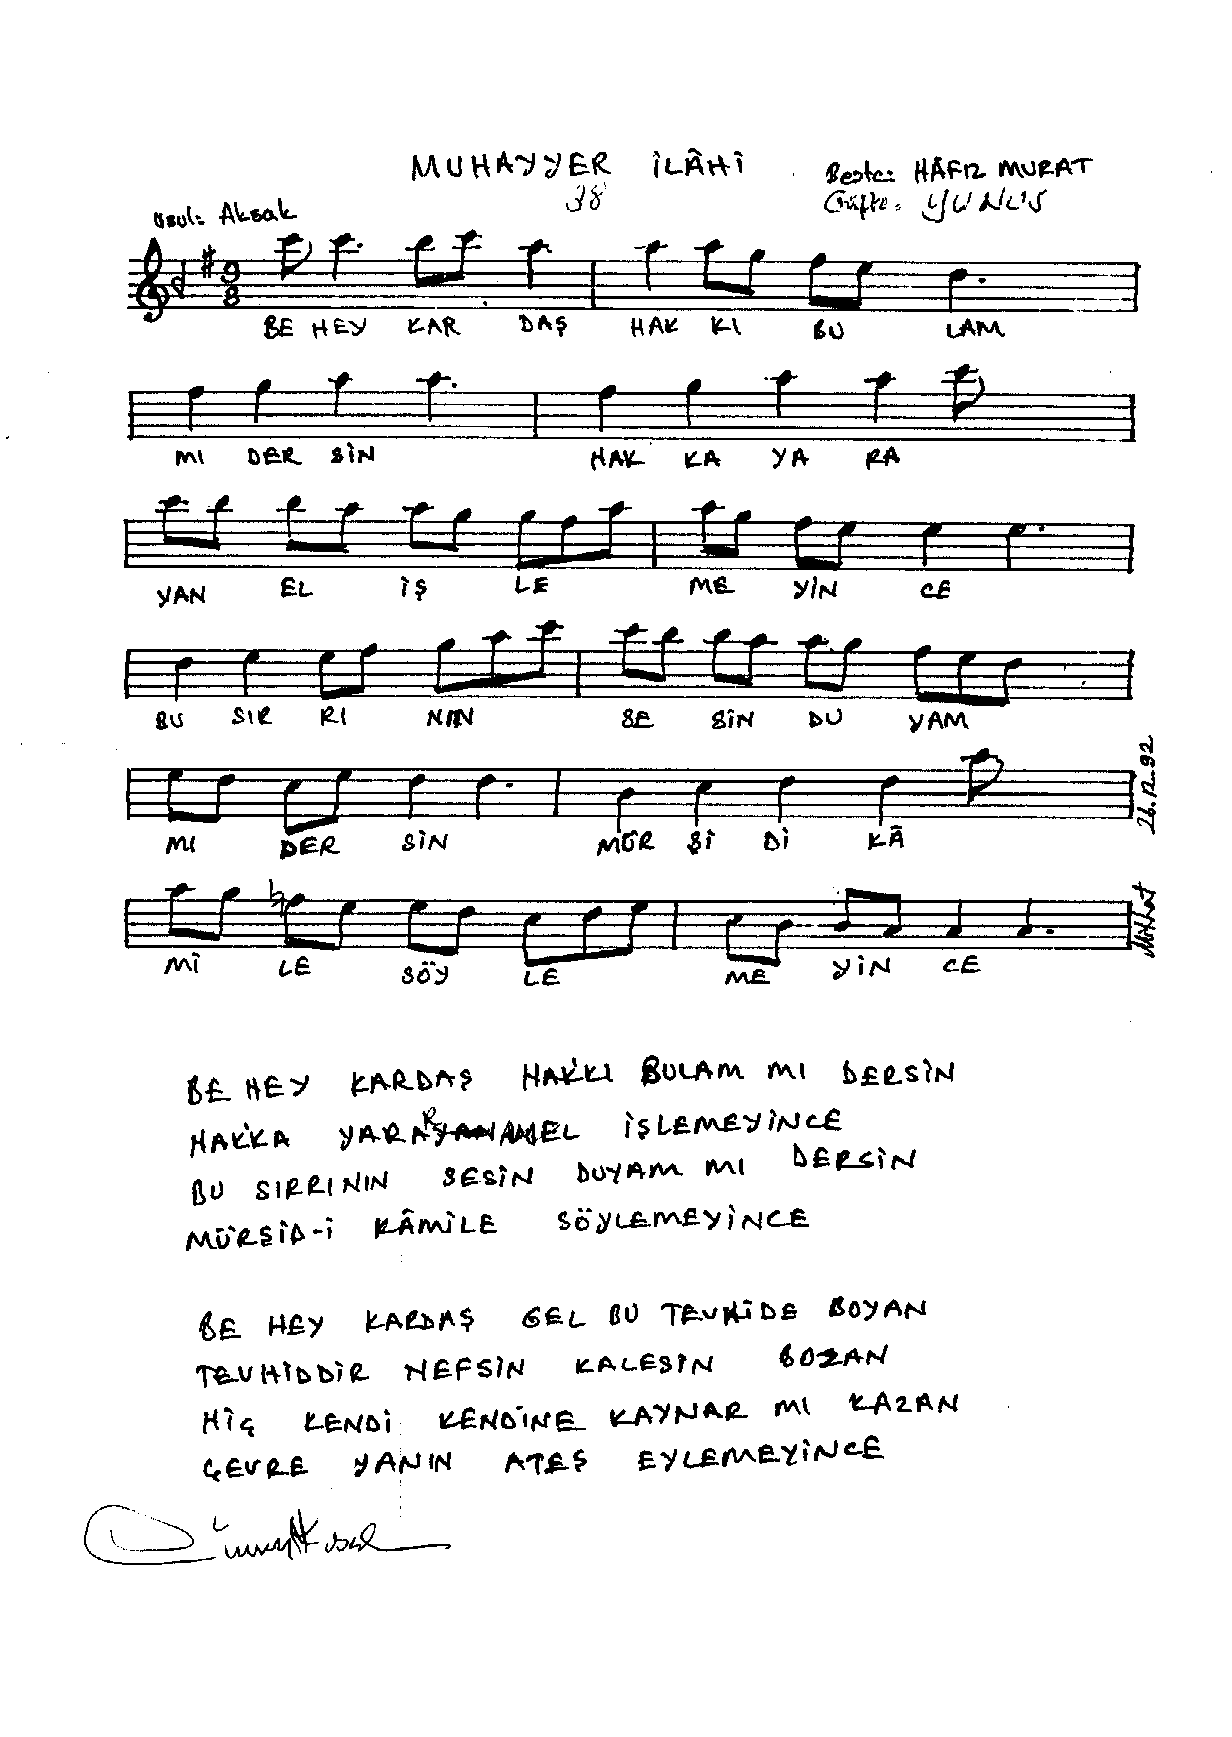 MUHAYYER İLÂHİ
38
Beste: HÂFIZ MURAT
Güfte: YUNUS
Usul: Aksak
9
8
BE HEY KAR DAŞ HAK KI BU LAM
MI DER SİN HAK KA YA RA
YAN EL İŞ LE ME YİN CE
BU SIR RI NIN SE SİN DU YAM
MI DER SİN MÜR Şİ Dİ KÂ
26.12.92
Mİ LE SÖY LE ME YİN CE
Mithat
BE HEY KARDAŞ HAKKI BULAM MI DERSİN
HAKKA YARAR AMEL İŞLEMEYİNCE
BU SIRRININ SESİN DUYAM MI DERSİN
MÜRŞİD-İ KÂMİLE SÖYLEMEYİNCE
BE HEY KARDAŞ GEL BU TEVHİDE BOYAN
TEVHİDDİR NEFSİN KALESİN BOZAN
HİÇ KENDİ KENDİNE KAYNAR MI KAZAN
ÇEVRE YANIN ATEŞ EYLEMEYİNCE